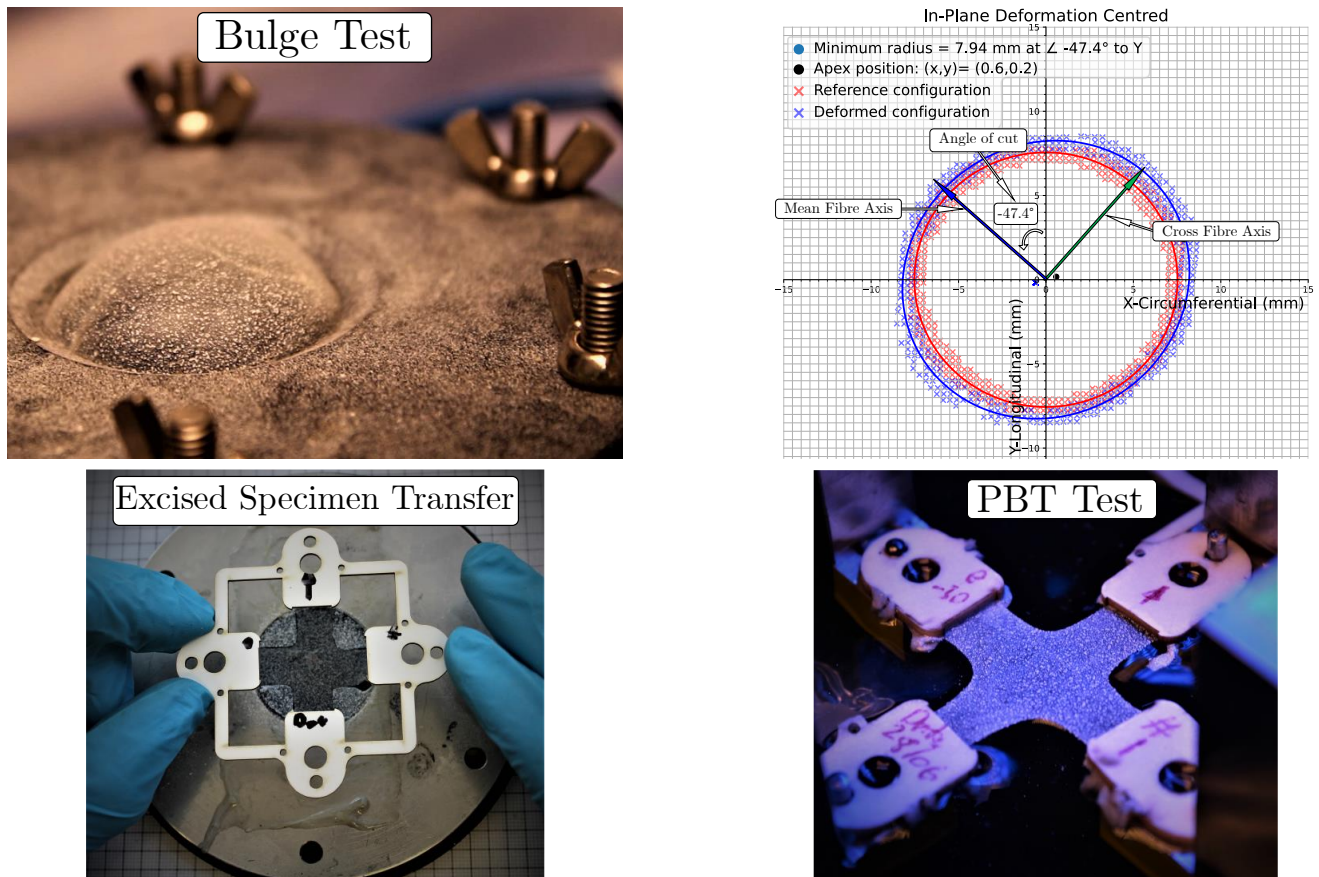 Bulge Test
In-Plane Deformation Centred
Minimum radius = 7.94 mm at ∠ -47.4° to Y
Apex position: (x,y)= (0.6,0.2)
Reference configuration
Deformed configuration
15
10
Angle of cut
5
Mean Fibre Axis
-47.4°
Cross Fibre Axis
0
−15
−10
−5
0
5
10
15
X-Circumferential (mm)
Y-Longitudinal (mm)
−5
−10
Excised Specimen Transfer
PBT Test
28/06
# 1